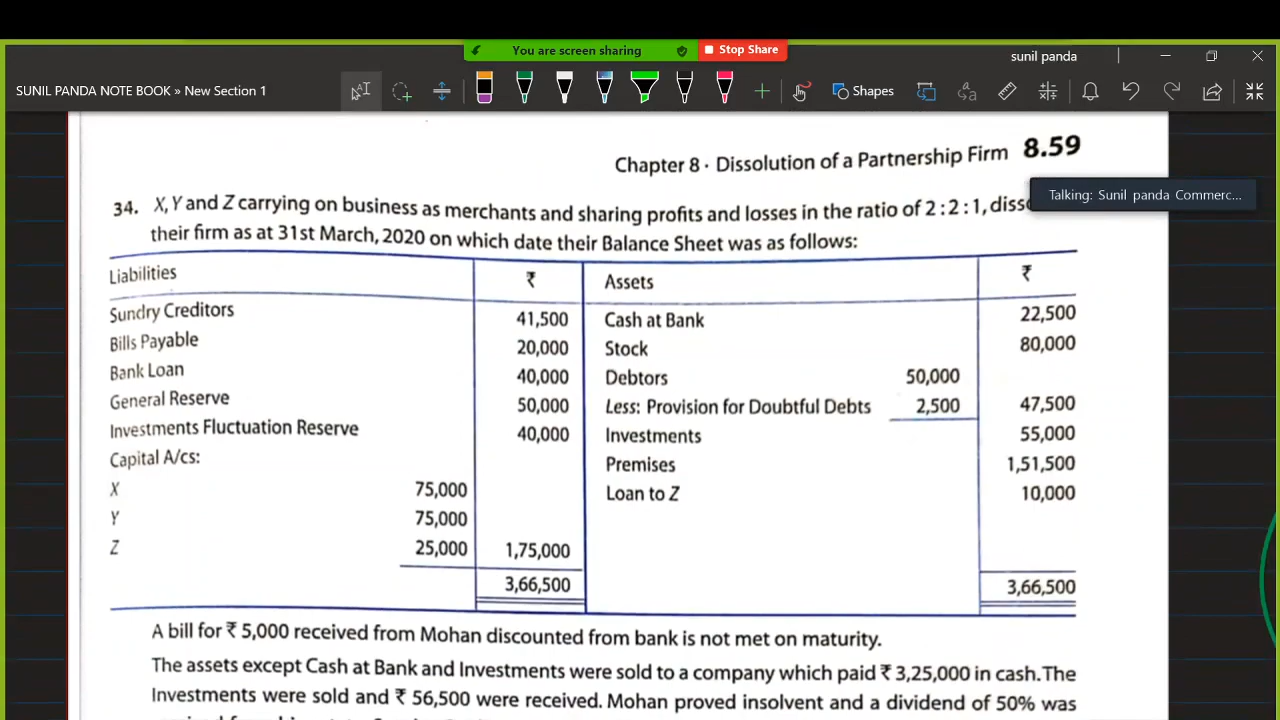 You are screen sharing
Stop Share
sunil panda
SUNIL PANDA NOTE BOOK » New Section 1
Shapes
Chapter 8 · Dissolution of a Partnership Firm 8.59
Talking: Sunil panda Commerc...
34. X, Y and Z carrying on business as merchants and sharing profits and losses in the ratio of 2 : 2 : 1,
their firm as at 31st March, 2020 on which date their Balance Sheet was as follows:
Liabilities ₹ Assets ₹
Sundry Creditors 41,500 Cash at Bank 22,500
Bills Payable 20,000 Stock 80,000
Bank Loan 40,000 Debtors 50,000
General Reserve 50,000 Less: Provision for Doubtful Debts 2,500 47,500
Investments Fluctuation Reserve 40,000 Investments 55,000
Capital A/cs: Premises 1,51,500
X 75,000 Loan to Z 10,000
Y 75,000
Z 25,000 1,75,000
3,66,500 3,66,500
A bill for ₹ 5,000 received from Mohan discounted from bank is not met on maturity.
The assets except Cash at Bank and Investments were sold to a company which paid ₹ 3,25,000 in cash. The
Investments were sold and ₹ 56,500 were received. Mohan proved insolvent and a dividend of 50% was